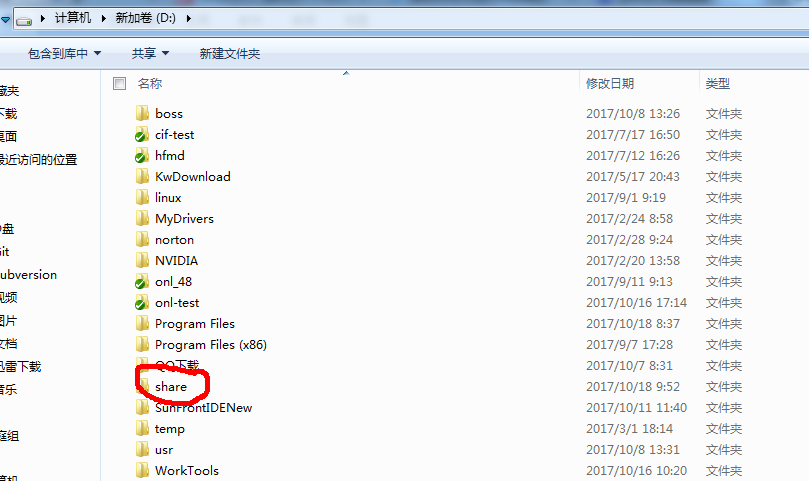 计算机 新加卷 (D:)
包含到库中 共享 新建文件夹
名称 修改日期 类型
藏夹
下载
桌面
最近访问的位置
盘
it
ubversion
视频
图片
文档
迅雷下载
音乐
庭组
算机
boss 2017/10/8 13:26 文件夹
cif-test 2017/7/17 16:50 文件夹
hfmd 2017/7/12 16:26 文件夹
KwDownload 2017/5/17 20:43 文件夹
linux 2017/9/1 9:19 文件夹
MyDrivers 2017/2/24 8:58 文件夹
norton 2017/2/28 9:24 文件夹
NVIDIA 2017/2/20 13:58 文件夹
onl_48 2017/9/11 9:13 文件夹
onl-test 2017/10/16 17:14 文件夹
Program Files 2017/10/18 8:37 文件夹
Program Files (x86) 2017/9/7 17:28 文件夹
QQ下载 2017/10/7 8:31 文件夹
share 2017/10/18 9:52 文件夹
SunFrontIDENew 2017/10/11 11:40 文件夹
temp 2017/3/1 18:14 文件夹
usr 2017/10/8 13:31 文件夹
WorkTools 2017/10/16 10:20 文件夹